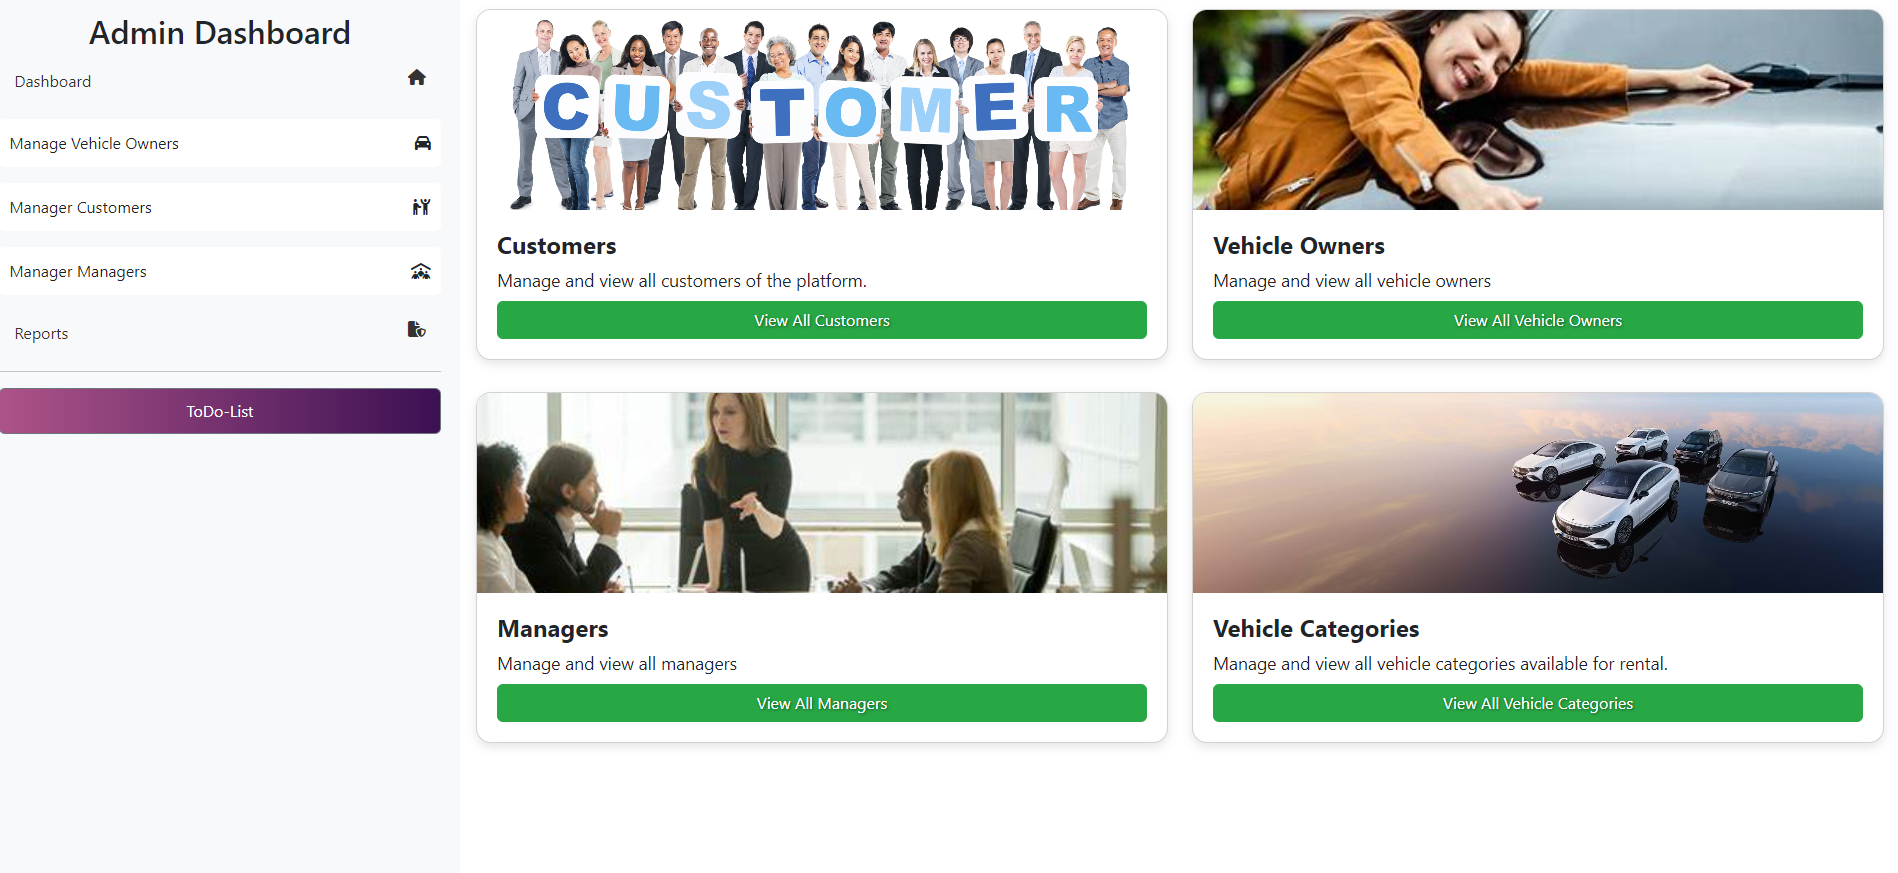 Admin Dashboard
Dashboard
Manage Vehicle Owners
Manager Customers
Manager Managers
Reports
ToDo-List
CUSTOMER
Customers
Manage and view all customers of the platform.
View All Customers
Vehicle Owners
Manage and view all vehicle owners
View All Vehicle Owners
Managers
Manage and view all managers
View All Managers
Vehicle Categories
Manage and view all vehicle categories available for rental.
View All Vehicle Categories